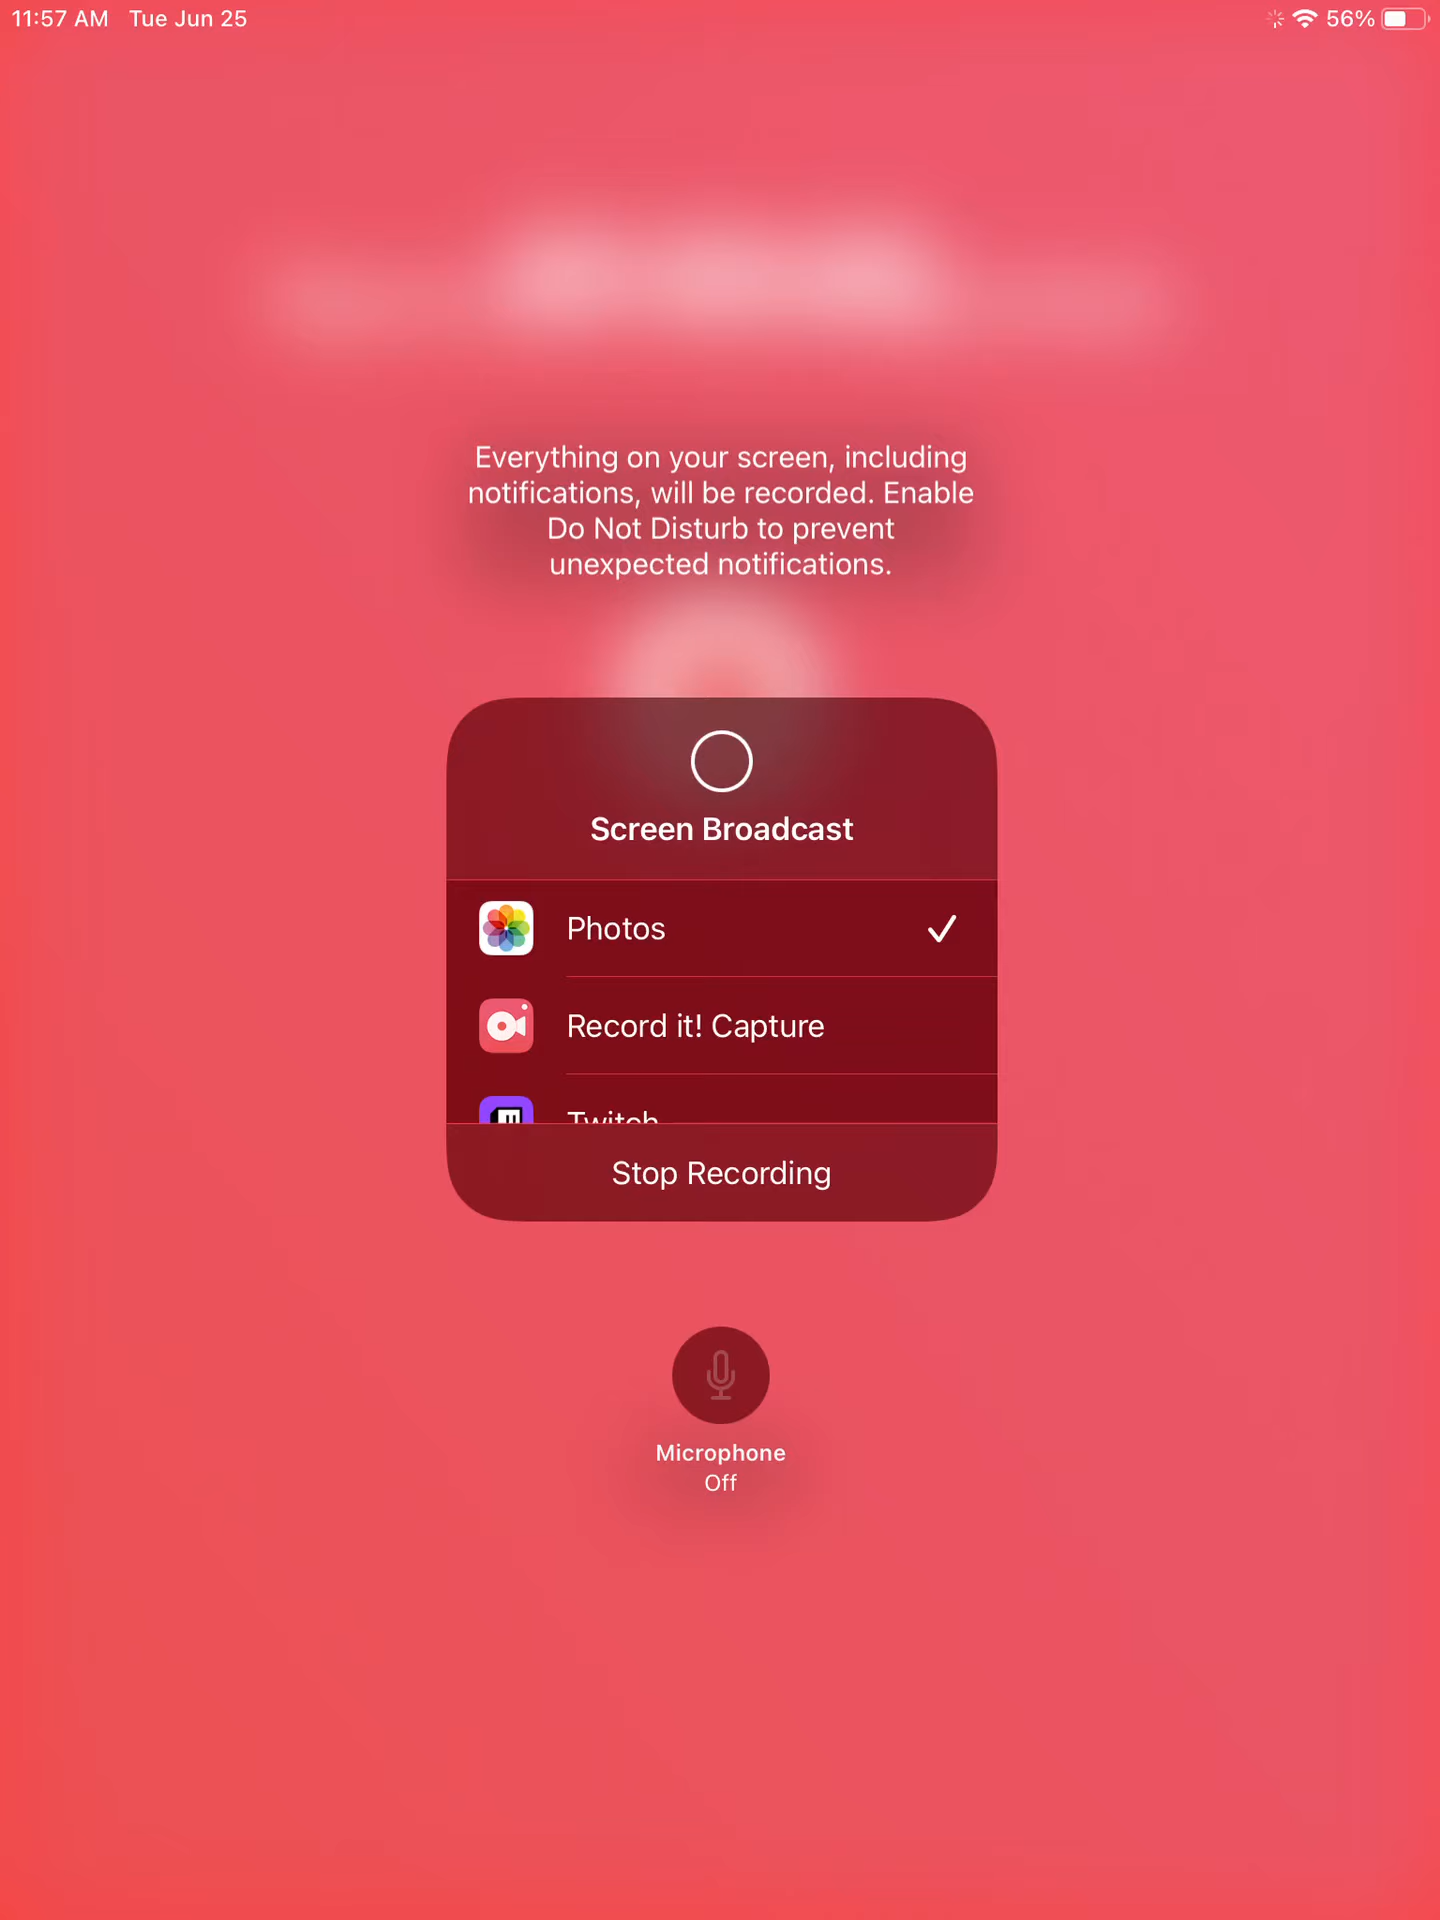 11:57 AM Tue Jun 25 56%
Everything on your screen, including
notifications, will be recorded. Enable
Do Not Disturb to prevent
unexpected notifications.
Screen Broadcast
Photos
Record it! Capture
Twitch
Stop Recording
Microphone
Off